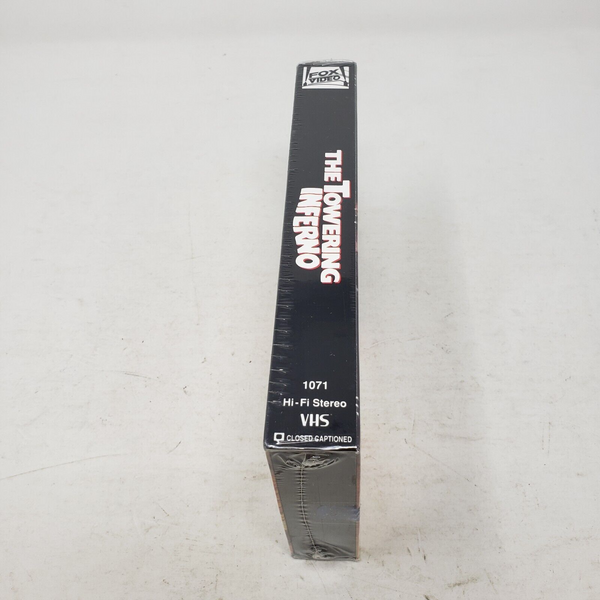 FOX
VIDEO
THE TOWERING
INFERNO
1071
Hi-Fi Stereo
VHS
CLOSED CAPTIONED